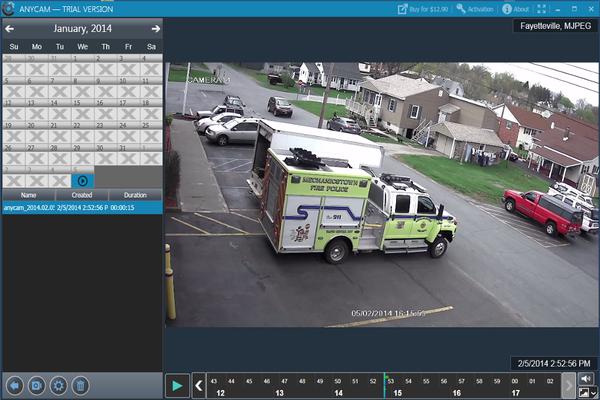 ANYCAM — TRIAL VERSION
Buy for $12.90
Activation
About
January, 2014
Fayetteville, MJPEG
Su Mo Tu We Th Fr Sa
29 30 31 1 2 3 4
5 6 7 8 9 10 11
12 13 14 15 16 17 18
19 20 21 22 23 24 25
26 27 28 29 30 31 1
2 3 4 5
Name Created Duration
anycam_2014.02.05 2/5/2014 2:52:56 P 00:00:15
CAMERA
MECHANICSTOWN
FIRE POLICE
911
05/02/2014 16:15:55
2/5/2014 2:52:56 PM
43 44 45 46 47 48 49 50 51 52 53 54 55 56 57 58 59 00 01 02
12 13 14 15 16 17